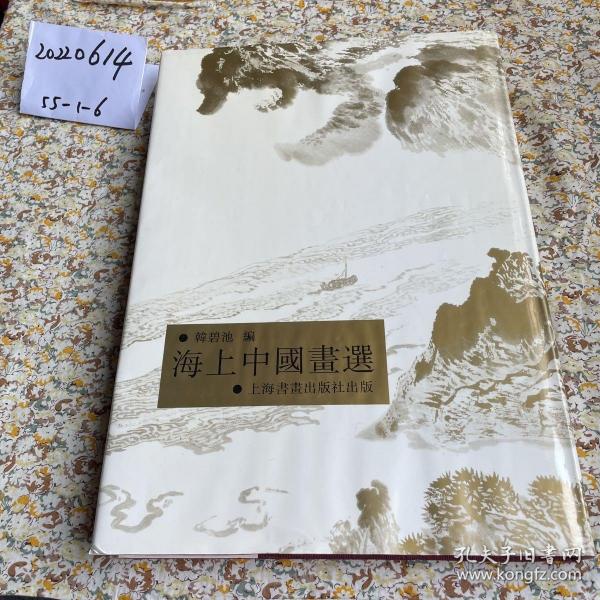 20220614
55-1-6
●韓碧池 編
海上中國畫選
●上海書畫出版社出版
孔夫子旧书网
www.kongfz.com